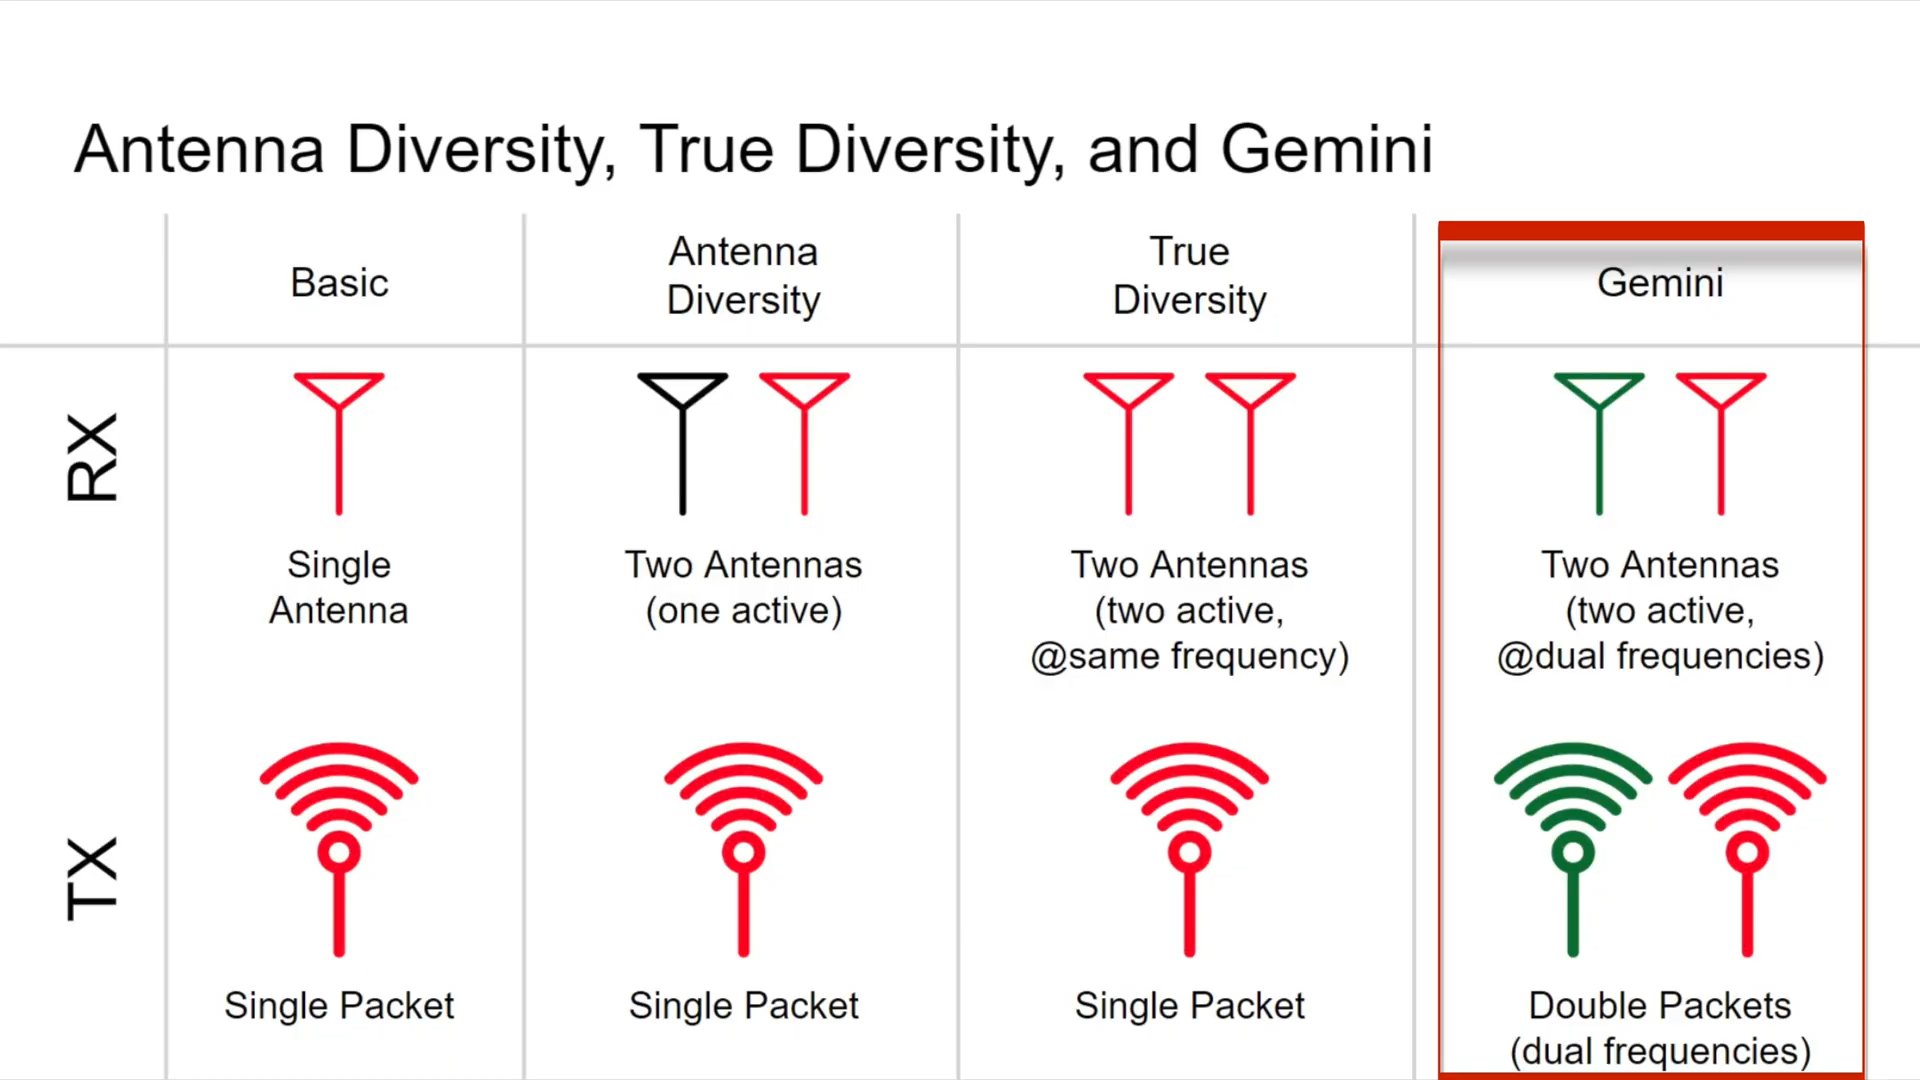 Antenna Diversity, True Diversity, and Gemini
Basic
Antenna
Diversity
True
Diversity
Gemini
RX
Single
Antenna
Two Antennas
(one active)
Two Antennas
(two active,
@same frequency)
Two Antennas
(two active,
@dual frequencies)
TX
Single Packet
Single Packet
Single Packet
Double Packets
(dual frequencies)